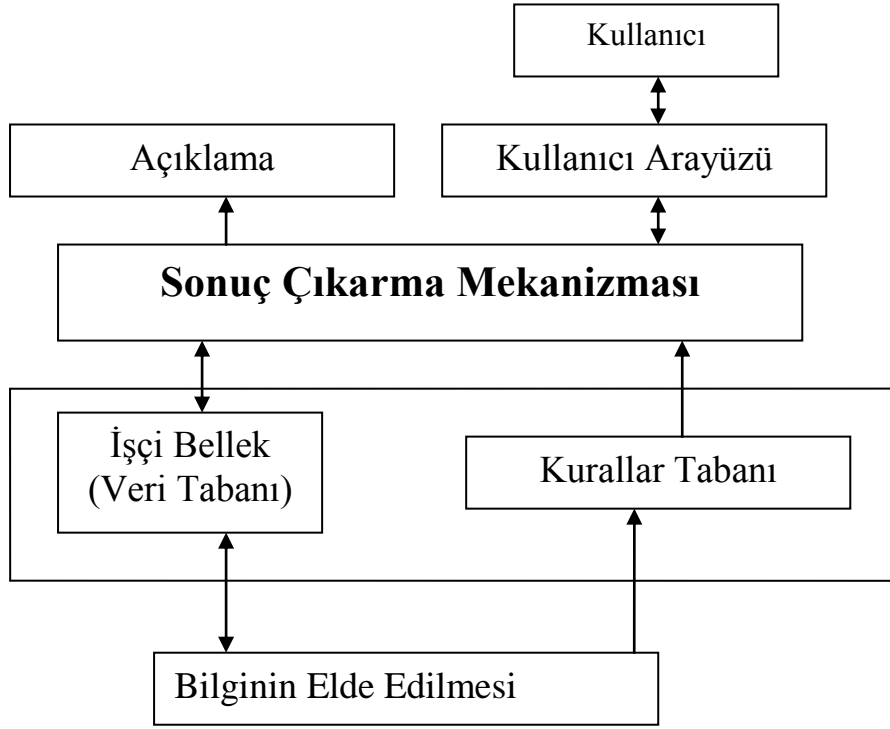 Kullanıcı
Açıklama
Kullanıcı Arayüzü
Sonuç Çıkarma Mekanizması
İşçi Bellek
(Veri Tabanı)
Kurallar Tabanı
Bilginin Elde Edilmesi